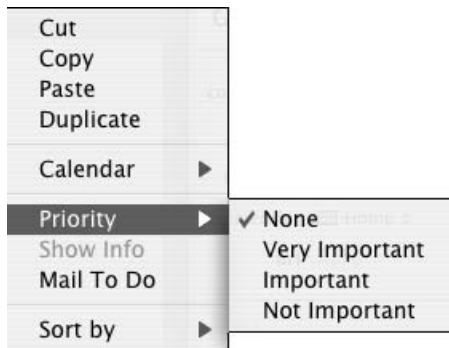 Cut
Copy
Paste
Duplicate
Calendar
Priority
Show Info
Mail To Do
Sort by
None
Very Important
Important
Not Important